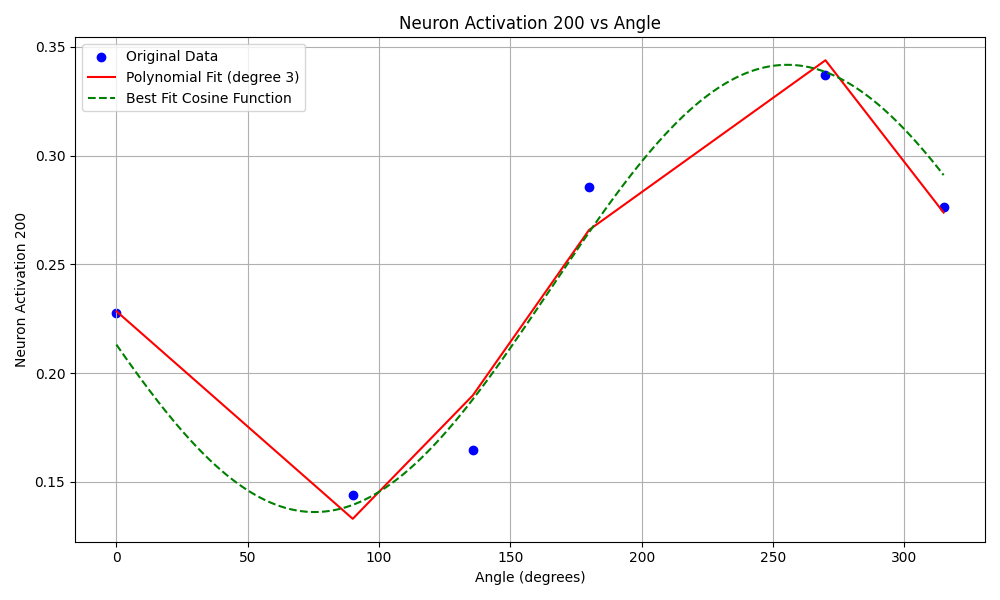 Neuron Activation 200 vs Angle
Original Data
Polynomial Fit (degree 3)
Best Fit Cosine Function
Neuron Activation 200
0.35
0.30
0.25
0.20
0.15
0
50
100
150
200
250
300
Angle (degrees)